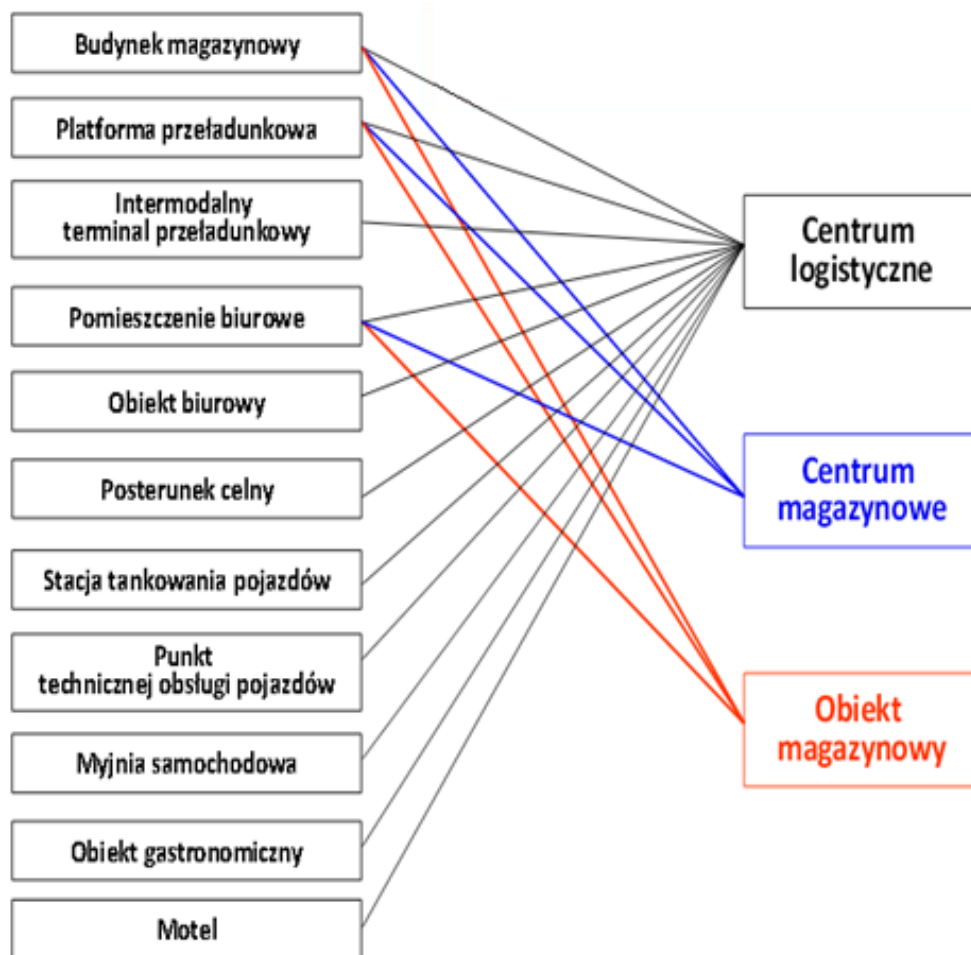 Budynek magazynowy
Platforma przeładunkowa
Intermodalny
terminal przeładunkowy
Pomieszczenie biurowe
Obiekt biurowy
Posterunek celny
Stacja tankowania pojazdów
Punkt
technicznej obsługi pojazdów
Myjnia samochodowa
Obiekt gastronomiczny
Motel
Centrum
logistyczne
Centrum
magazynowe
Obiekt
magazynowy